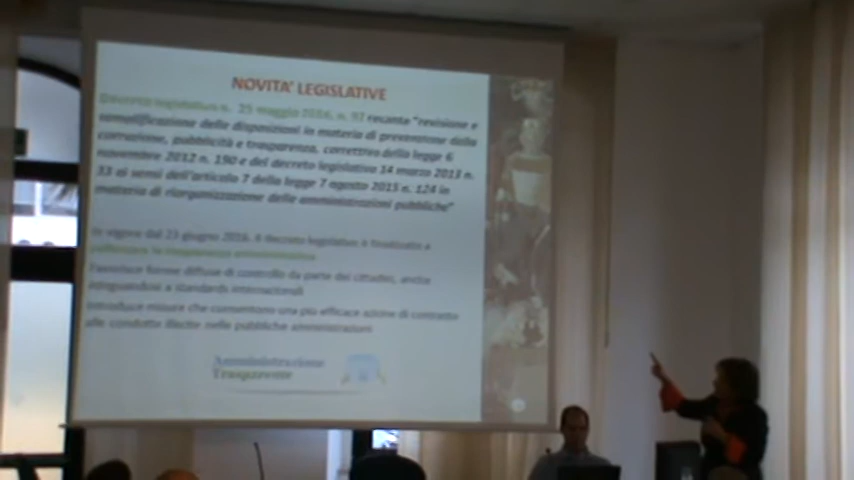 NOVITA' LEGISLATIVE
Decreto legislativo n. 25 maggio 2016, n. 97 recante "revisione e
semplificazione delle disposizioni in materia di prevenzione della
corruzione, pubblicità e trasparenza, correttivo della legge 6
novembre 2012 n. 190 e del decreto legislativo 14 marzo 2013 n.
33 ai sensi dell'articolo 7 della legge 7 agosto 2015 n. 124 in
materia di riorganizzazione delle amministrazioni pubbliche"
In vigore dal 23 giugno 2016. Il decreto legislativo è finalizzato a
rafforzare la trasparenza amministrativa
Favorisce forme diffuse di controllo da parte dei cittadini, anche
adeguandosi a standards internazionali
Introduce misure che consentono una più efficace azione di contrasto
alle condotte illecite nelle pubbliche amministrazioni
Amministrazione
Trasparente